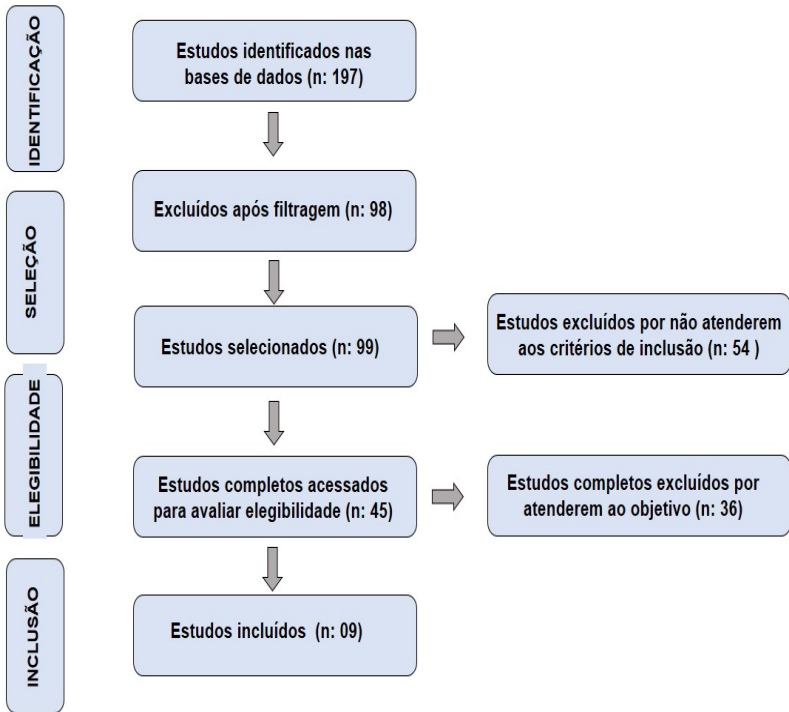 IDENTIFICAÇÃO
Estudos identificados nas
bases de dados (n: 197)
SELEÇÃO
Excluídos após filtragem (n: 98)
Estudos selecionados (n: 99)
Estudos excluídos por não atenderem
aos critérios de inclusão (n: 54 )
ELEGIBILIDADE
Estudos completos acessados
para avaliar elegibilidade (n: 45)
Estudos completos excluídos por
atenderem ao objetivo (n: 36)
INCLUSÃO
Estudos incluídos (n: 09)